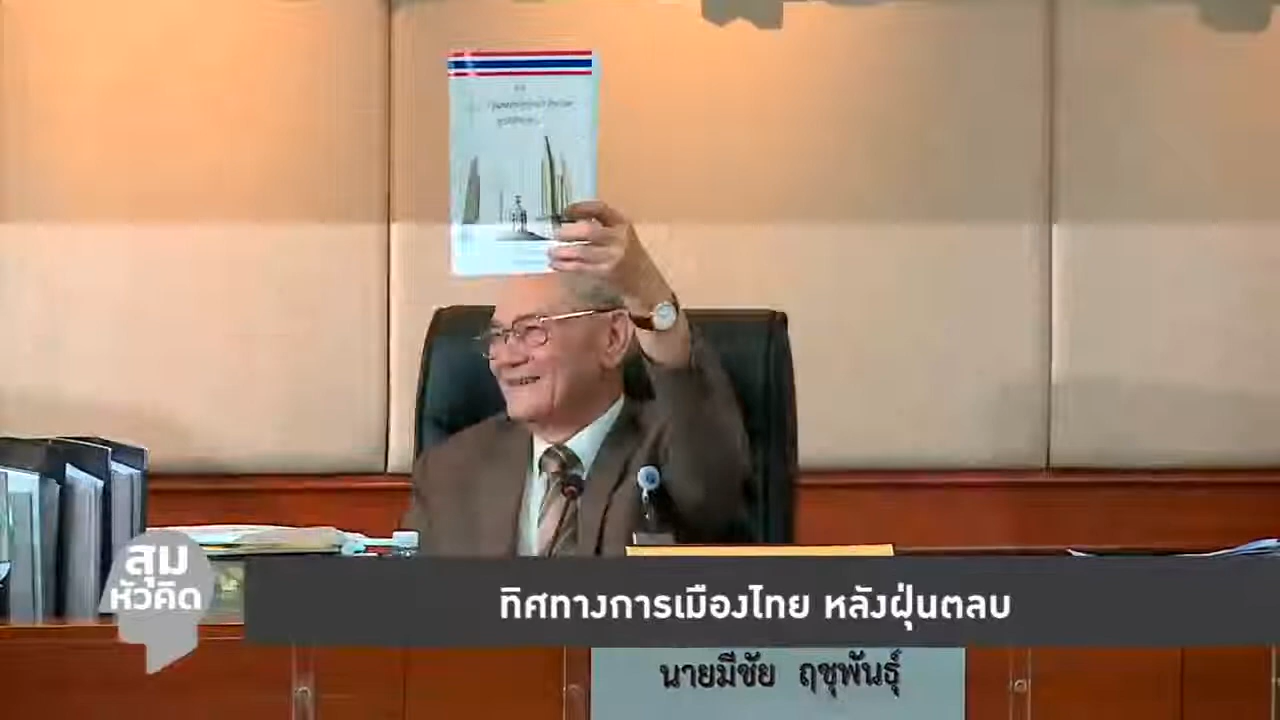 สุม
หัวคิด
ทิศทางการเมืองไทย หลังฝุ่นตลบ
นายมีชัย ฤชุพันธุ์